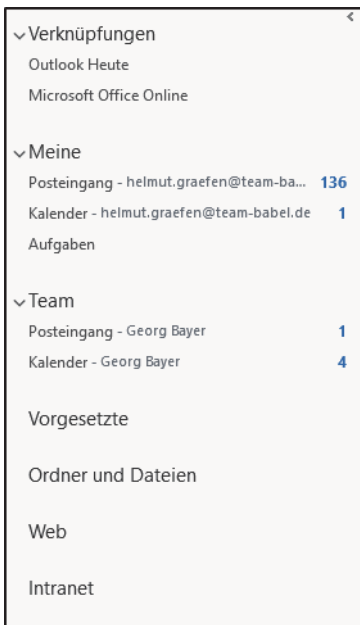 Verknüpfungen
Outlook Heute
Microsoft Office Online
Meine
Posteingang - helmut.graefen@team-ba... 136
Kalender - helmut.graefen@team-babel.de 1
Aufgaben
Team
Posteingang - Georg Bayer 1
Kalender - Georg Bayer 4
Vorgesetzte
Ordner und Dateien
Web
Intranet